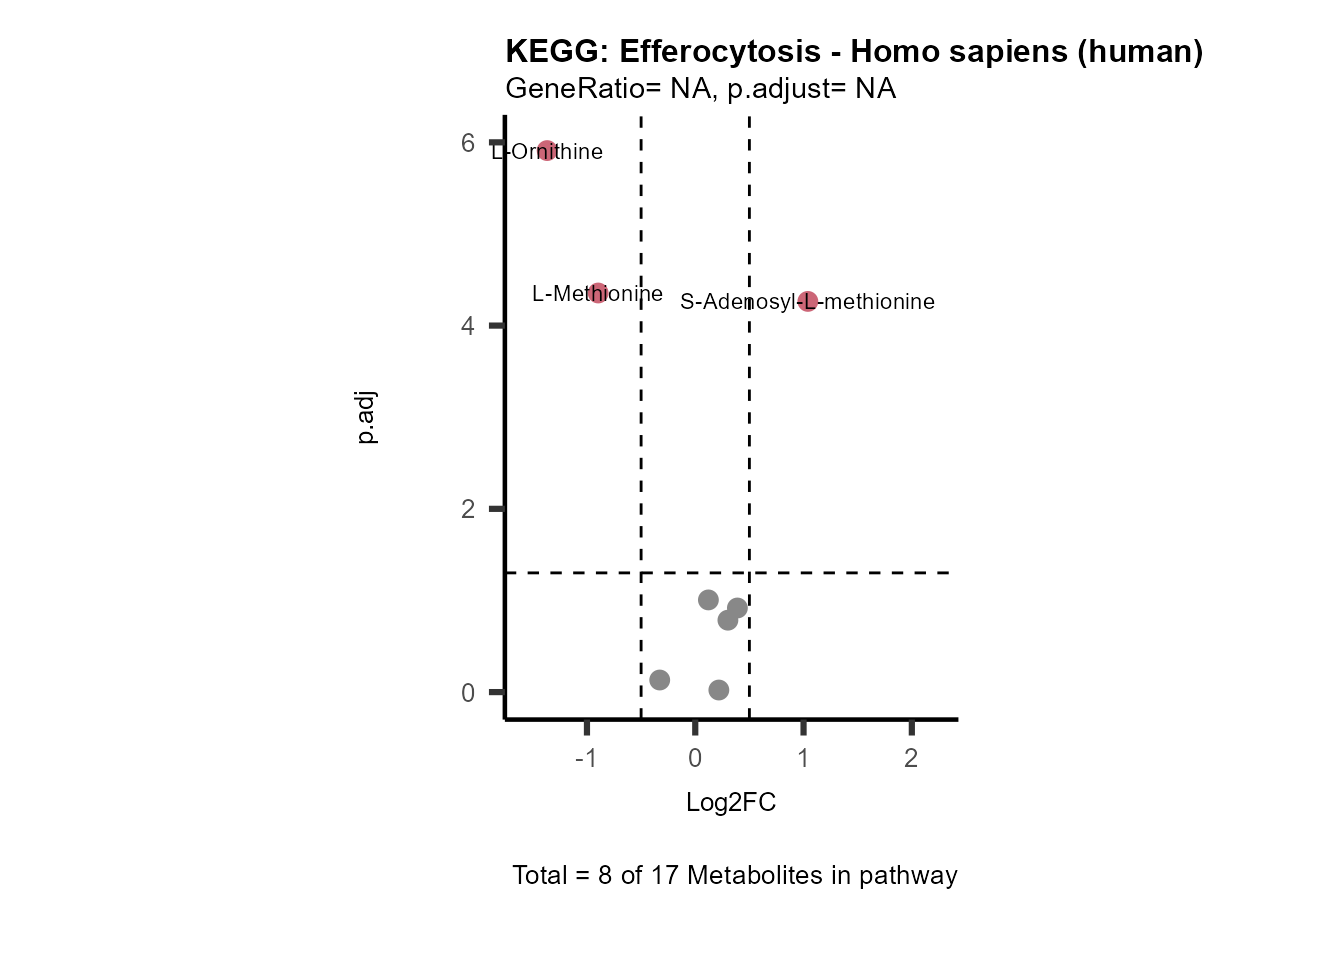 KEGG: Efferocytosis - Homo sapiens (human)
GeneRatio= NA, p.adjust= NA
6
L-Ornithine
L-Methionine
S-Adenosyl-L-methionine
4
p.adj
2
0
-1 0 1 2
Log2FC
Total = 8 of 17 Metabolites in pathway